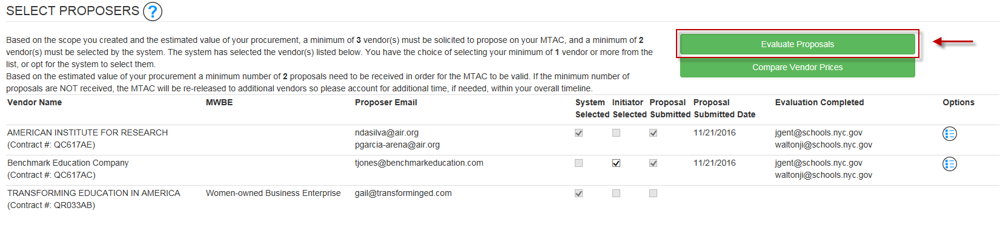 SELECT PROPOSERS ?
Based on the scope you created and the estimated value of your procurement, a minimum of 3 vendor(s) must be solicited to propose on your MTAC, and a minimum of 2
vendor(s) must be selected by the system. The system has selected the vendor(s) listed below. You have the choice of selecting your minimum of 1 vendor or more from the
list, or opt for the system to select them.
Based on the estimated value of your procurement a minimum number of 2 proposals need to be received in order for the MTAC to be valid. If the minimum number of
proposals are NOT received, the MTAC will be re-released to additional vendors so please account for additional time, if needed, within your overall timeline.
Evaluate Proposals
Compare Vendor Prices
Vendor Name MWBE Proposer Email System Initiator Proposal Proposal Evaluation Completed Options
Selected Selected Submitted Submitted Date
AMERICAN INSTITUTE FOR RESEARCH ndasilva@air.org 11/21/2016 jgent@schools.nyc.gov
(Contract #: QC617AE) pgarcia-arena@air.org waltonji@schools.nyc.gov
Benchmark Education Company tjones@benchmarkeducation.com 11/21/2016 jgent@schools.nyc.gov
(Contract #: QC617AC) waltonji@schools.nyc.gov
TRANSFORMING EDUCATION IN AMERICA Women-owned Business Enterprise gail@transforminged.com
(Contract #: QR033AB)